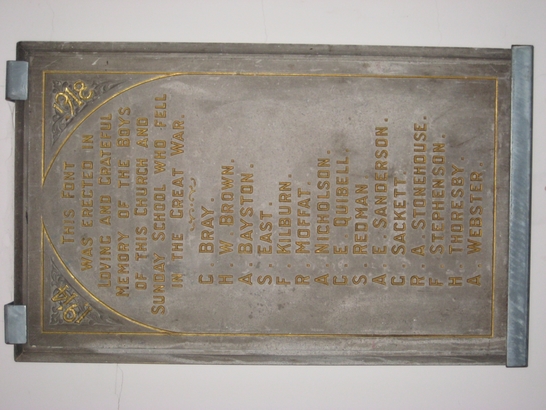 1914
1918
THIS FONT
WAS ERECTED IN
LOVING AND GRATEFUL
MEMORY OF THE BOYS
OF THIS CHURCH AND
SUNDAY SCHOOL WHO FELL
IN THE GREAT WAR.
C BRAY.
H W BROWN.
A BAYSTON.
S EAST.
F KILBURN.
R MOFFAT.
A NICHOLSON.
C E QUIBELL.
S REDMAN.
A E SANDERSON.
C SACKETT.
R A STONEHOUSE.
F STEPHENSON.
H THORESBY.
A WEBSTER.